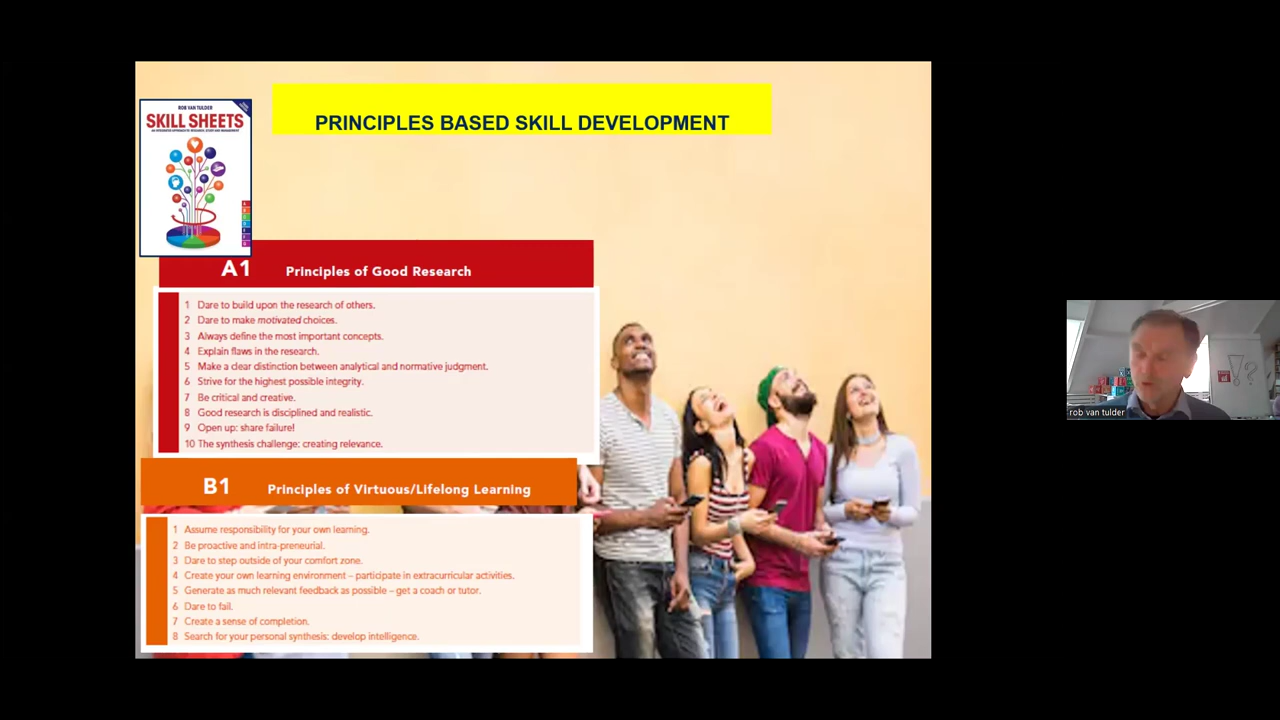 PRINCIPLES BASED SKILL DEVELOPMENT
ROB VAN TULDER
SKILL SHEETS
A1 Principles of Good Research
1 Dare to build upon the research of others.
2 Dare to make motivated choices.
3 Always define the most important concepts.
4 Explain flaws in the research.
5 Make a clear distinction between analytical and normative judgment.
6 Strive for the highest possible integrity.
7 Be critical and creative.
8 Good research is disciplined and realistic.
9 Open up: share failure!
10 The synthesis challenge: creating relevance.
B1 Principles of Virtuous/Lifelong Learning
1 Assume responsibility for your own learning.
2 Be proactive and intra-preneurial.
3 Dare to step outside of your comfort zone.
4 Create your own learning environment – participate in extracurricular activities.
5 Generate as much relevant feedback as possible – get a coach or tutor.
6 Dare to fail.
7 Create a sense of completion.
8 Search for your personal synthesis: develop intelligence.
!?
rob van tulder